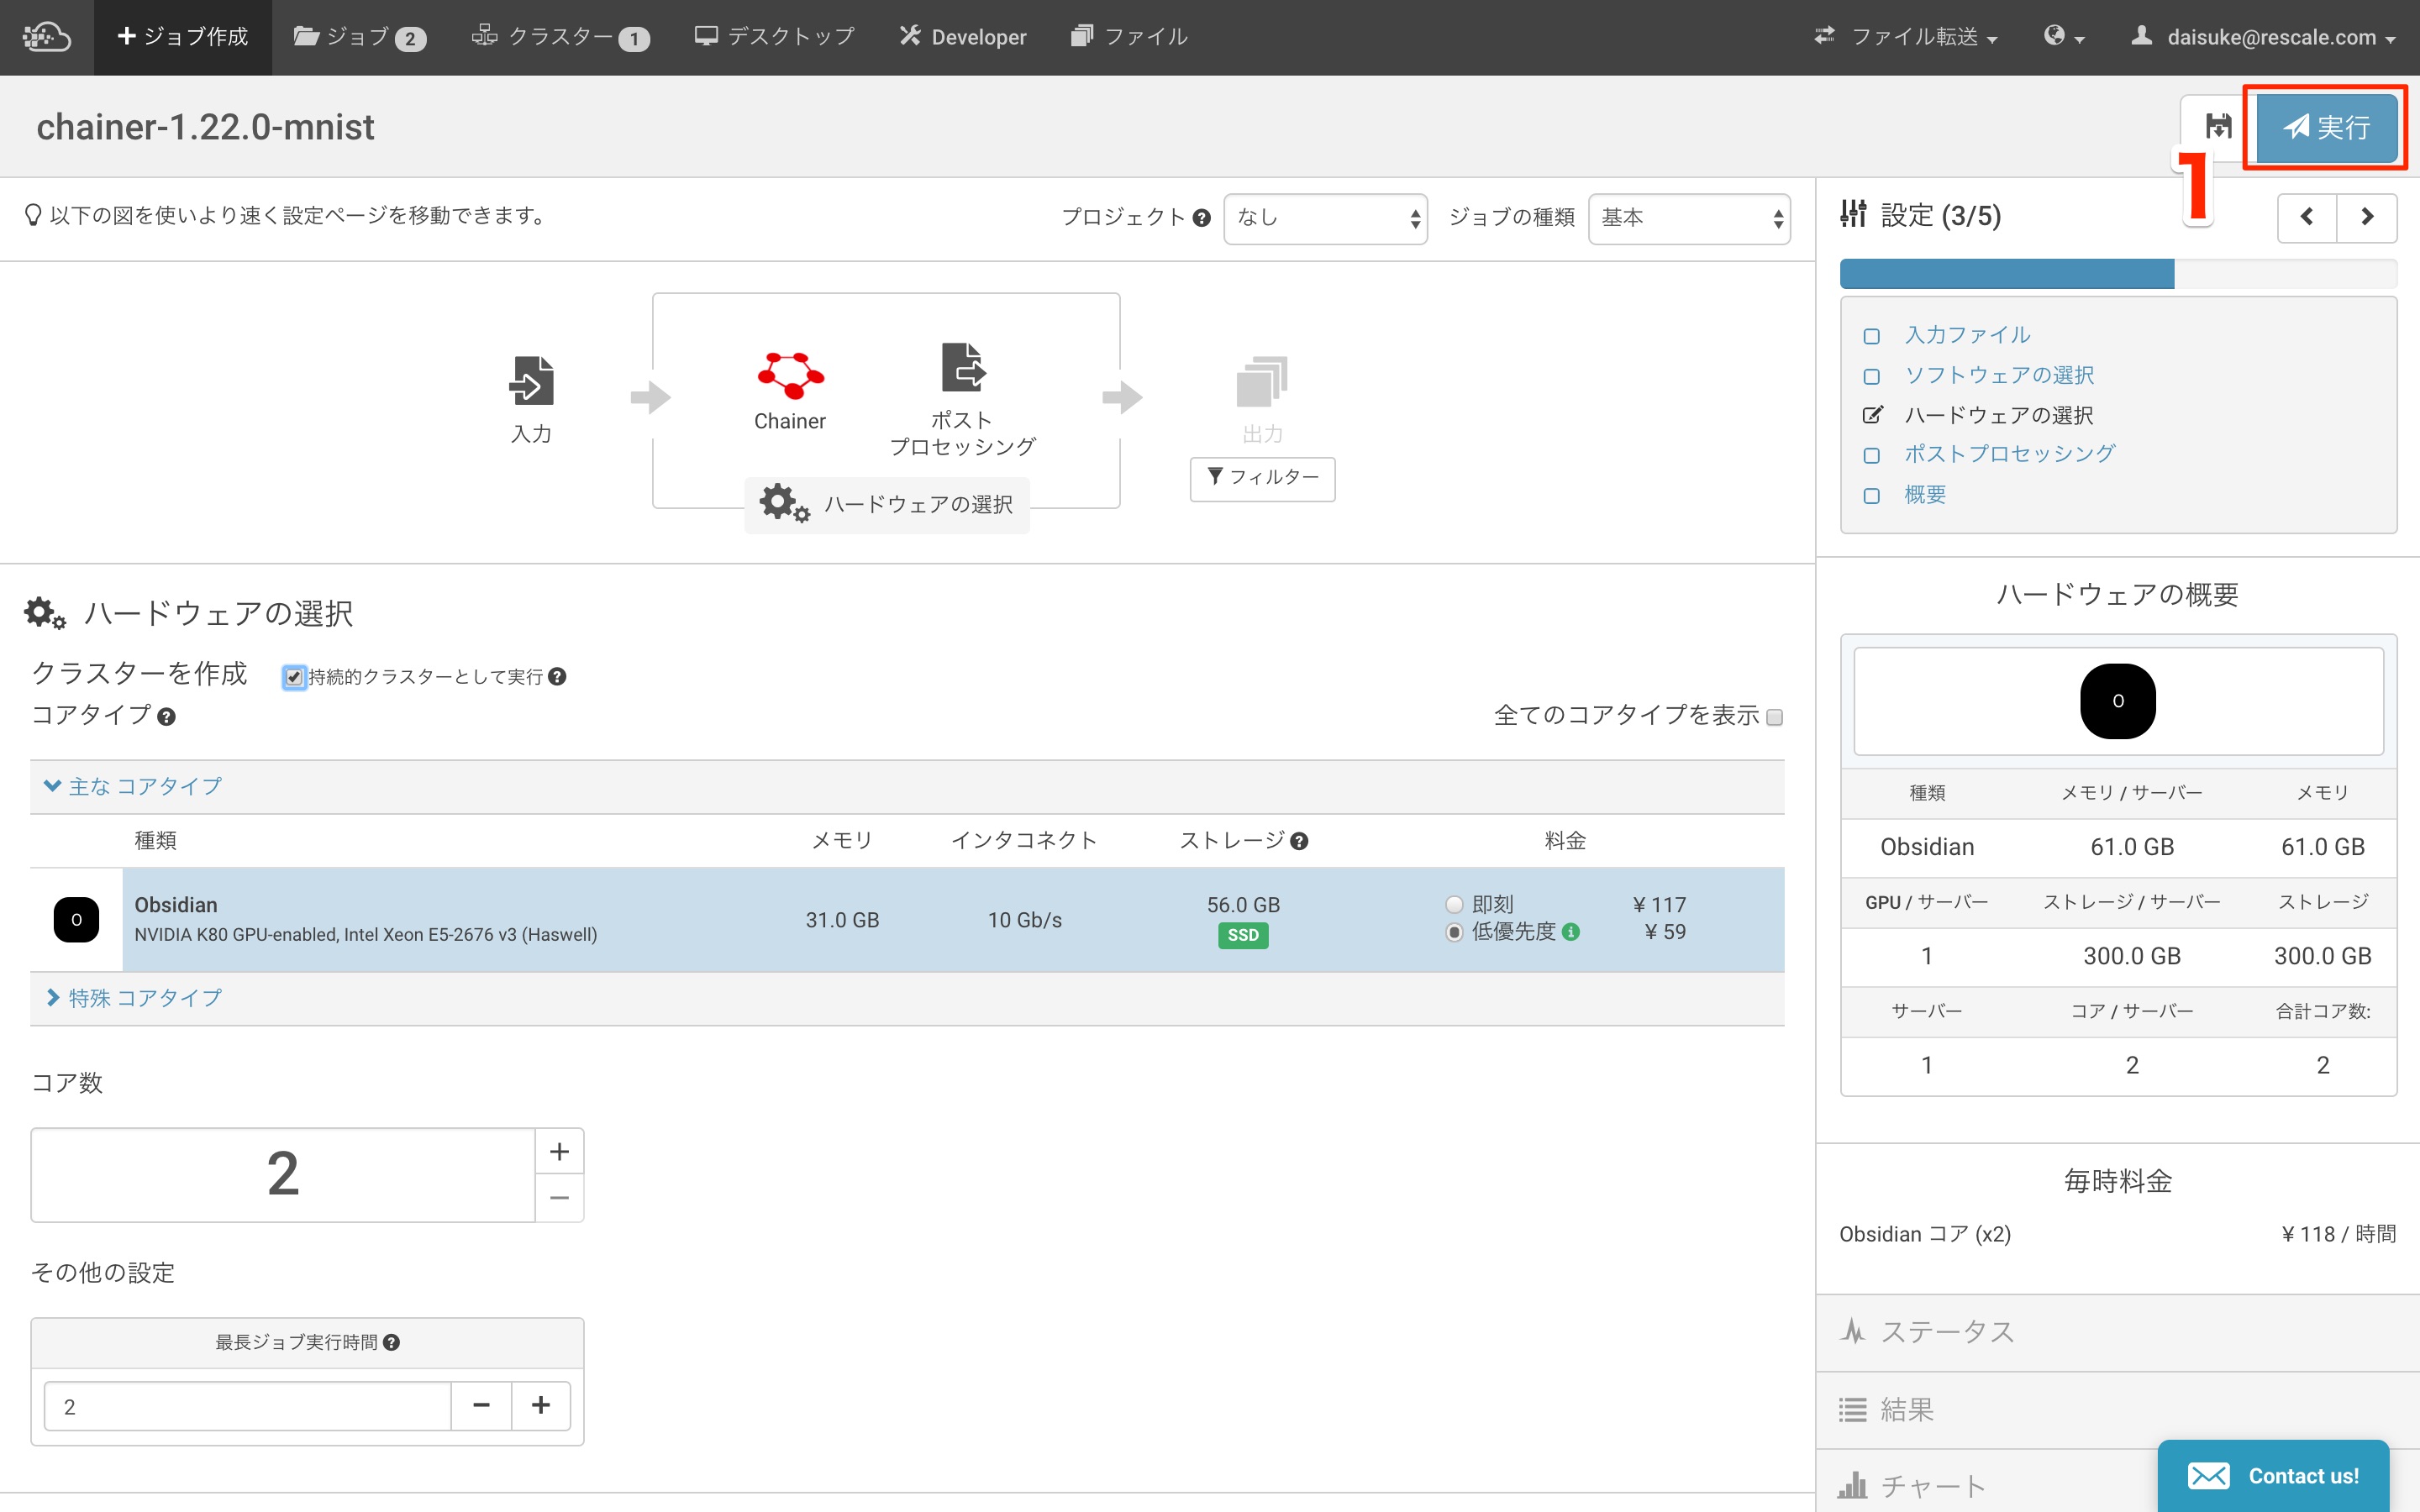 ジョブ作成
ジョブ 2
クラスター 1
デスクトップ
Developer
ファイル
ファイル転送
daisuke@rescale.com
chainer-1.22.0-mnist
実行
1
以下の図を使いより速く設定ページを移動できます。
プロジェクト なし
ジョブの種類 基本
入力
Chainer
ポスト
プロセッシング
ハードウェアの選択
出力
フィルター
ハードウェアの選択
クラスターを作成 持続的クラスターとして実行
コアタイプ
全てのコアタイプを表示
主な コアタイプ
種類 メモリ インタコネクト ストレージ 料金
O
Obsidian
NVIDIA K80 GPU-enabled, Intel Xeon E5-2676 v3 (Haswell)
31.0 GB
10 Gb/s
56.0 GB
SSD
即刻 ¥ 117
低優先度 ¥ 59
特殊 コアタイプ
コア数
2
その他の設定
最長ジョブ実行時間
2
設定 (3/5)
入力ファイル
ソフトウェアの選択
ハードウェアの選択
ポストプロセッシング
概要
ハードウェアの概要
O
種類 メモリ / サーバー メモリ
Obsidian 61.0 GB 61.0 GB
GPU / サーバー ストレージ / サーバー ストレージ
1 300.0 GB 300.0 GB
サーバー コア / サーバー 合計コア数:
1 2 2
毎時料金
Obsidian コア (x2) ¥ 118 / 時間
ステータス
結果
チャート
Contact us!